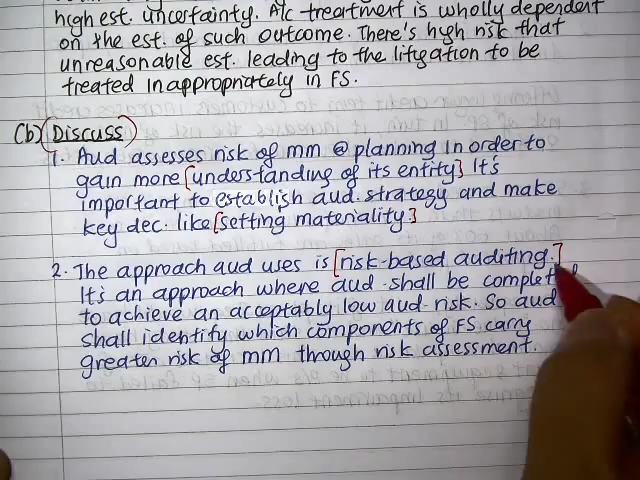 high est. uncertainty. A/c treatment is wholly dependent
on the est. of such outcome. There's high risk that
unreasonable est. leading to the litgation to be
treated inappropriately in FS.
(b) Discuss
1. Aud assesses risk of mm @ planning in order to
gain more [understanding of its entity] It's
important to establish aud. strategy and make
key dec. like [setting materiality.]
2. The approach aud uses is [risk-based auditing.]
It's an approach where aud. shall be complet
to achieve an acceptably low aud risk. So aud
shall identify which components of FS carry
greater risk of mm through risk assessment.